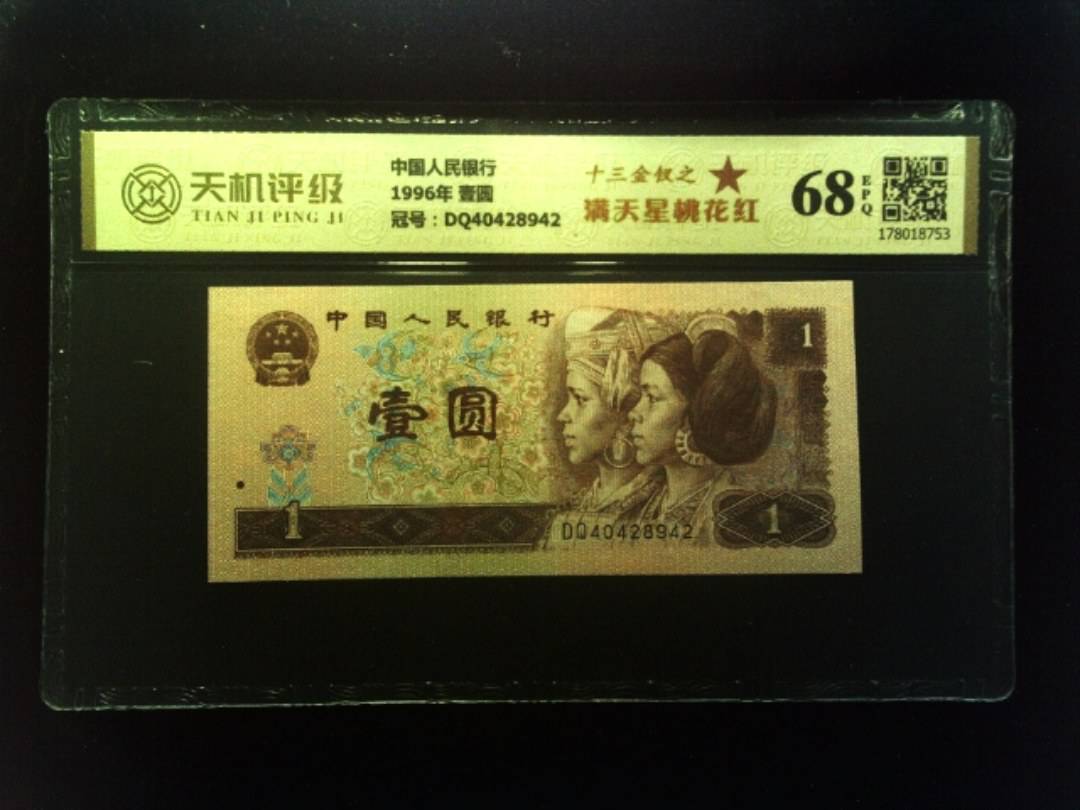 天机评级
TIAN JI PING JI
中国人民银行
1996年 壹圆
冠号：DQ40428942
十三金钗之
满天星桃花红
68
EPQ
178018753
中国人民银行
1
壹圆
1
DQ40428942
1